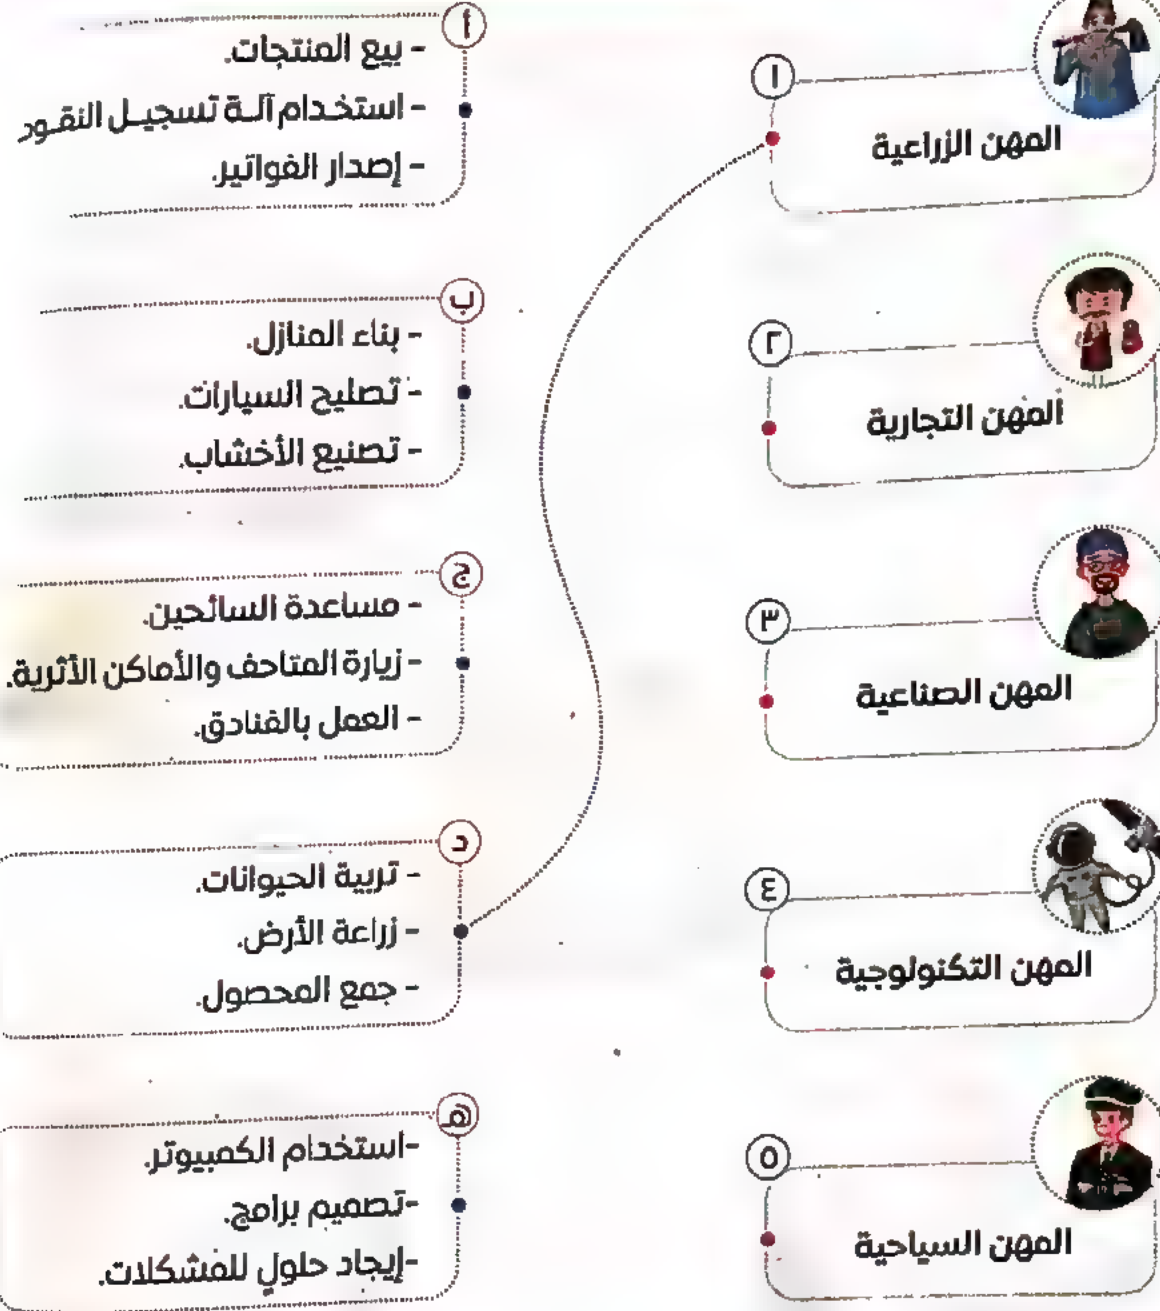 ١
المهن الزراعية
٢
المهن التجارية
٣
المهن الصناعية
٤
المهن التكنولوجية
٥
المهن السياحية
أ
- بيع المنتجات.
- استخدام آلة تسجيل النقود
- إصدار الفواتير.
ب
- بناء المنازل.
- تصليح السيارات.
- تصنيع الأخشاب.
ج
- مساعدة السائحين.
- زيارة المتاحف والأماكن الأثرية.
- العمل بالفنادق.
د
- تربية الحيوانات.
- زراعة الأرض.
- جمع المحصول.
هـ
-استخدام الكمبيوتر.
-تصميم برامج.
-إيجاد حلول للمشكلات.